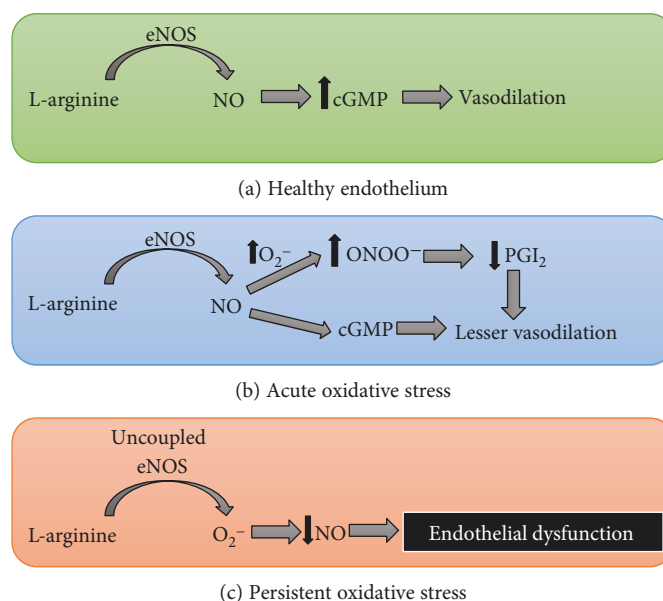 eNOS
L-arginine NO cGMP Vasodilation
(a) Healthy endothelium
eNOS O₂⁻ ONOO⁻ PGI₂
L-arginine NO
cGMP Lesser vasodilation
(b) Acute oxidative stress
Uncoupled
eNOS
L-arginine O₂⁻ NO Endothelial dysfunction
(c) Persistent oxidative stress